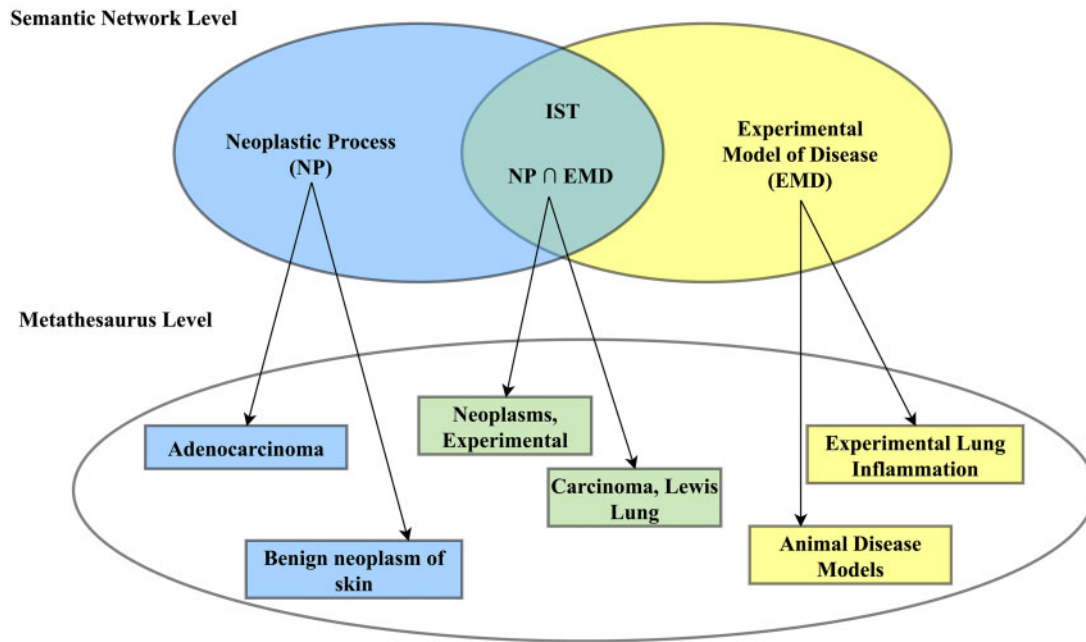 Semantic Network Level
IST
Neoplastic Process
(NP)
NP ∩ EMD
Experimental
Model of Disease
(EMD)
Metathesaurus Level
Adenocarcinoma
Neoplasms,
Experimental
Experimental Lung
Inflammation
Carcinoma, Lewis
Lung
Benign neoplasm of
skin
Animal Disease
Models